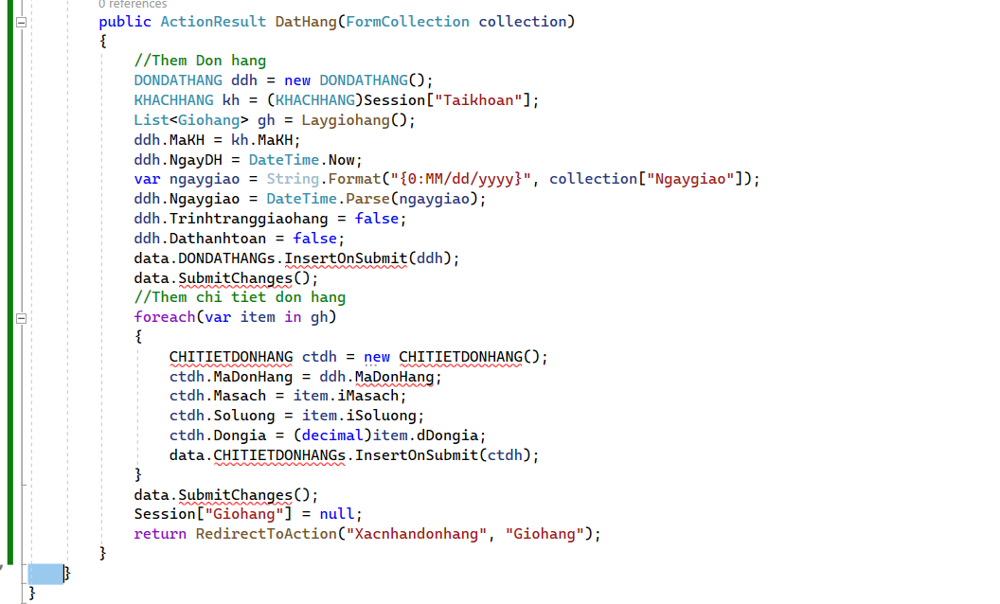 0 references
public ActionResult DatHang(FormCollection collection)
{
//Them Don hang
DONDATHANG ddh = new DONDATHANG();
KHACHHANG kh = (KHACHHANG)Session["Taikhoan"];
List<Giohang> gh = Laygiohang();
ddh.MaKH = kh.MaKH;
ddh.NgayDH = DateTime.Now;
var ngaygiao = String.Format("{0:MM/dd/yyyy}", collection["Ngaygiao"]);
ddh.Ngaygiao = DateTime.Parse(ngaygiao);
ddh.Trinhtranggiaohang = false;
ddh.Dathanhtoan = false;
data.DONDATHANGs.InsertOnSubmit(ddh);
data.SubmitChanges();
//Them chi tiet don hang
foreach(var item in gh)
{
CHITIETDONHANG ctdh = new CHITIETDONHANG();
ctdh.MaDonHang = ddh.MaDonHang;
ctdh.Masach = item.iMasach;
ctdh.Soluong = item.iSoluong;
ctdh.Dongia = (decimal)item.dDongia;
data.CHITIETDONHANGs.InsertOnSubmit(ctdh);
}
data.SubmitChanges();
Session["Giohang"] = null;
return RedirectToAction("Xacnhandonhang", "Giohang");
}
}
}